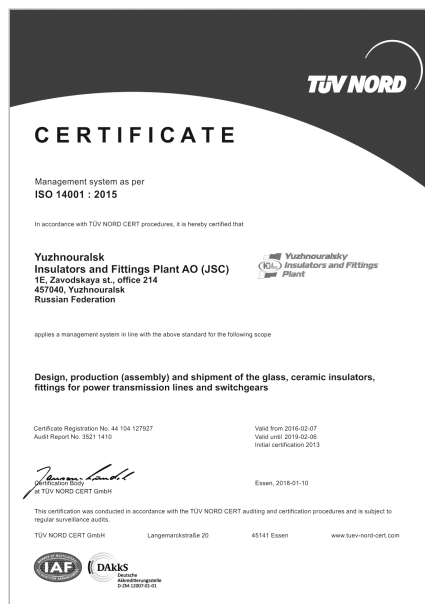 TÜV NORD
CERTIFICATE
Management system as per
ISO 14001 : 2015
In accordance with TÜV NORD CERT procedures, it is hereby certified that
Yuzhnouralsk
Insulators and Fittings Plant AO (JSC)
1E, Zavodskaya st., office 214
457040, Yuzhnouralsk
Russian Federation
Yuzhnouralsky
Insulators and Fittings
Plant
applies a management system in line with the above standard for the following scope
Design, production (assembly) and shipment of the glass, ceramic insulators,
fittings for power transmission lines and switchgears
Certificate Registration No. 44 104 127927
Audit Report No. 3521 1410
Valid from 2016-02-07
Valid until 2019-02-06
Initial certification 2013
Certification Body
at TÜV NORD CERT GmbH
Essen, 2018-01-10
This certification was conducted in accordance with the TÜV NORD CERT auditing and certification procedures and is subject to
regular surveillance audits.
TÜV NORD CERT GmbH Langemarckstraße 20 45141 Essen www.tuev-nord-cert.com
IAF
DAkkS
Deutsche
Akkreditierungsstelle
D-ZM-12007-01-01